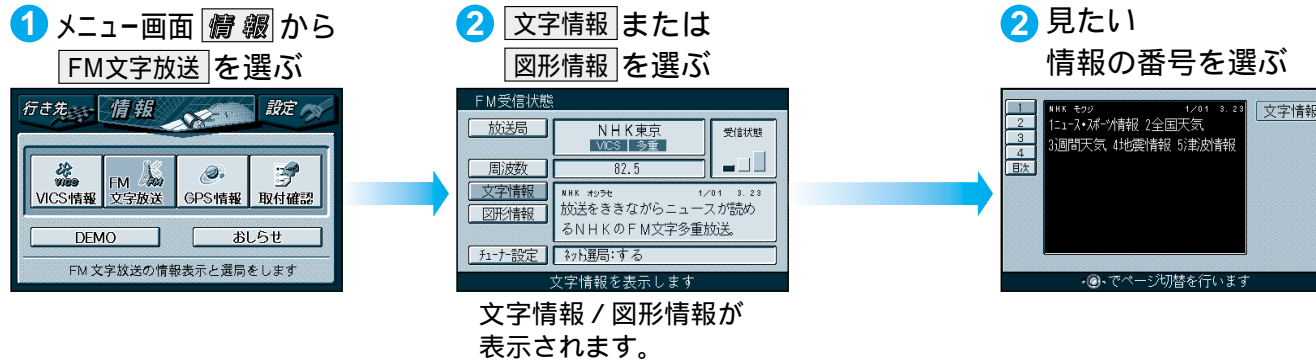 1 メニュー画面 情報 から
FM文字放送 を選ぶ
行き先 情報 設定
VICS
VICS情報 FM文字放送 GPS情報 取付確認
DEMO おしらせ
FM文字放送の情報表示と選局をします
2 文字情報 または
図形情報 を選ぶ
FM受信状態
放送局 NHK東京 受信状態
VICS 多重
周波数 82.5
文字情報 NHK オシラセ 1/01 3.23
図形情報 放送をききながらニュースが読め
るNHKのFM文字多重放送。
チューナー設定 ネット選局:する
文字情報を表示します
文字情報 / 図形情報が
表示されます。
2 見たい
情報の番号を選ぶ
1 NHK モクジ 1/01 3.23 文字情報
2 1ニュース・スポーツ情報 2全国天気
3 3週間天気 4地震情報 5津波情報
4
目次
でページ切替を行います